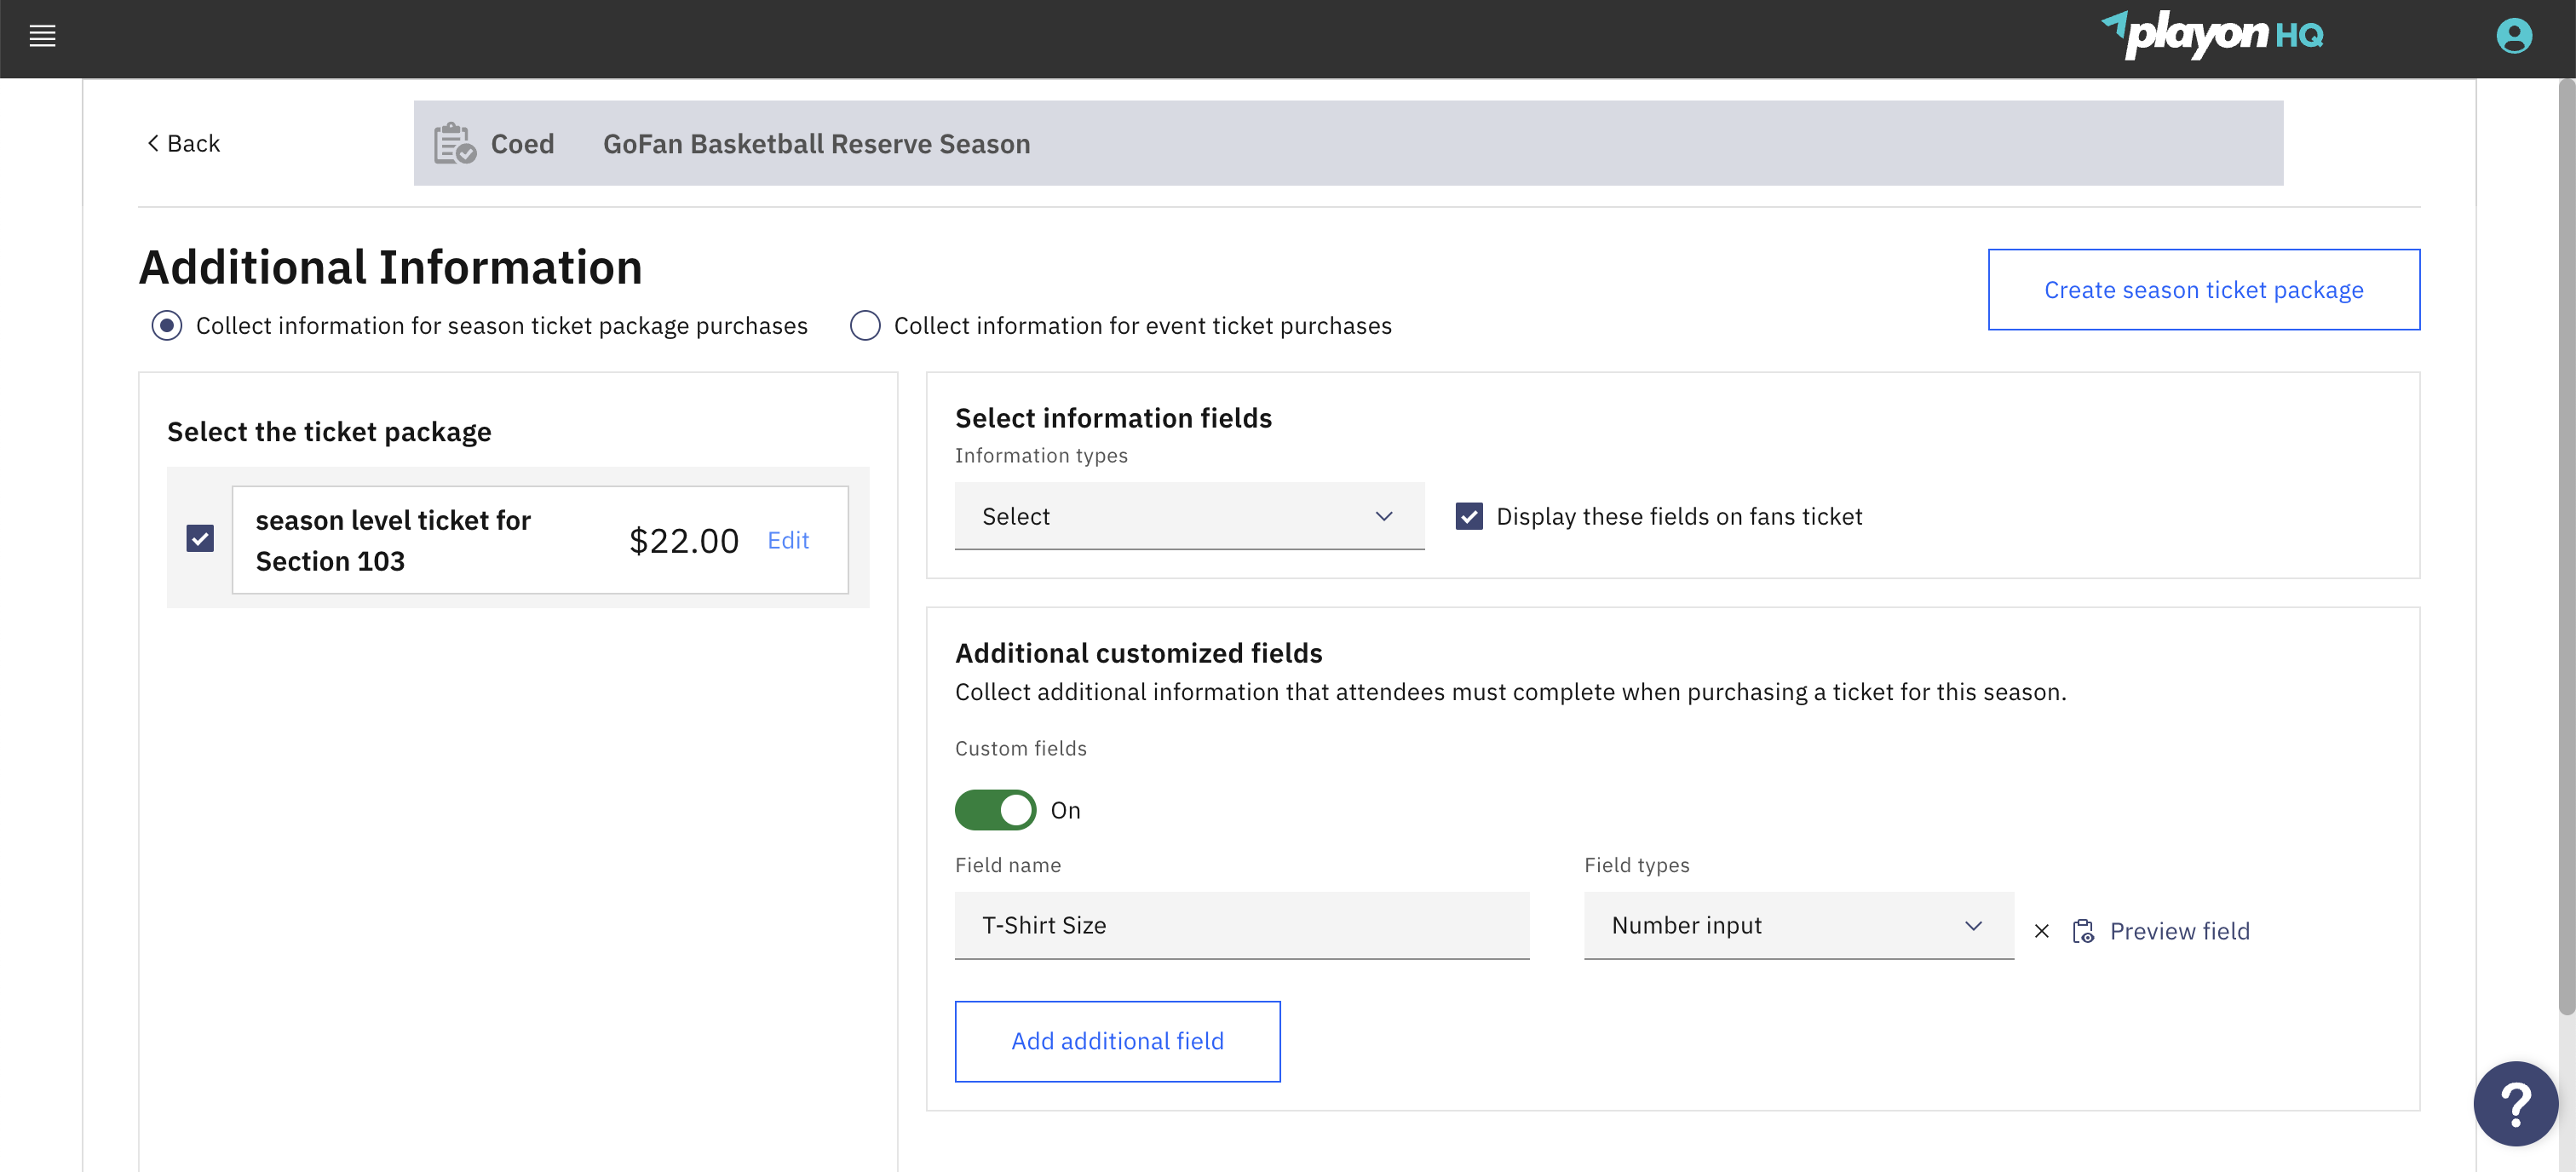 playon HQ
Back
Coed GoFan Basketball Reserve Season
Additional Information
Create season ticket package
Collect information for season ticket package purchases
Collect information for event ticket purchases
Select the ticket package
season level ticket for
Section 103
$22.00
Edit
Select information fields
Information types
Select
Display these fields on fans ticket
Additional customized fields
Collect additional information that attendees must complete when purchasing a ticket for this season.
Custom fields
On
Field name
T-Shirt Size
Field types
Number input
Preview field
Add additional field
?